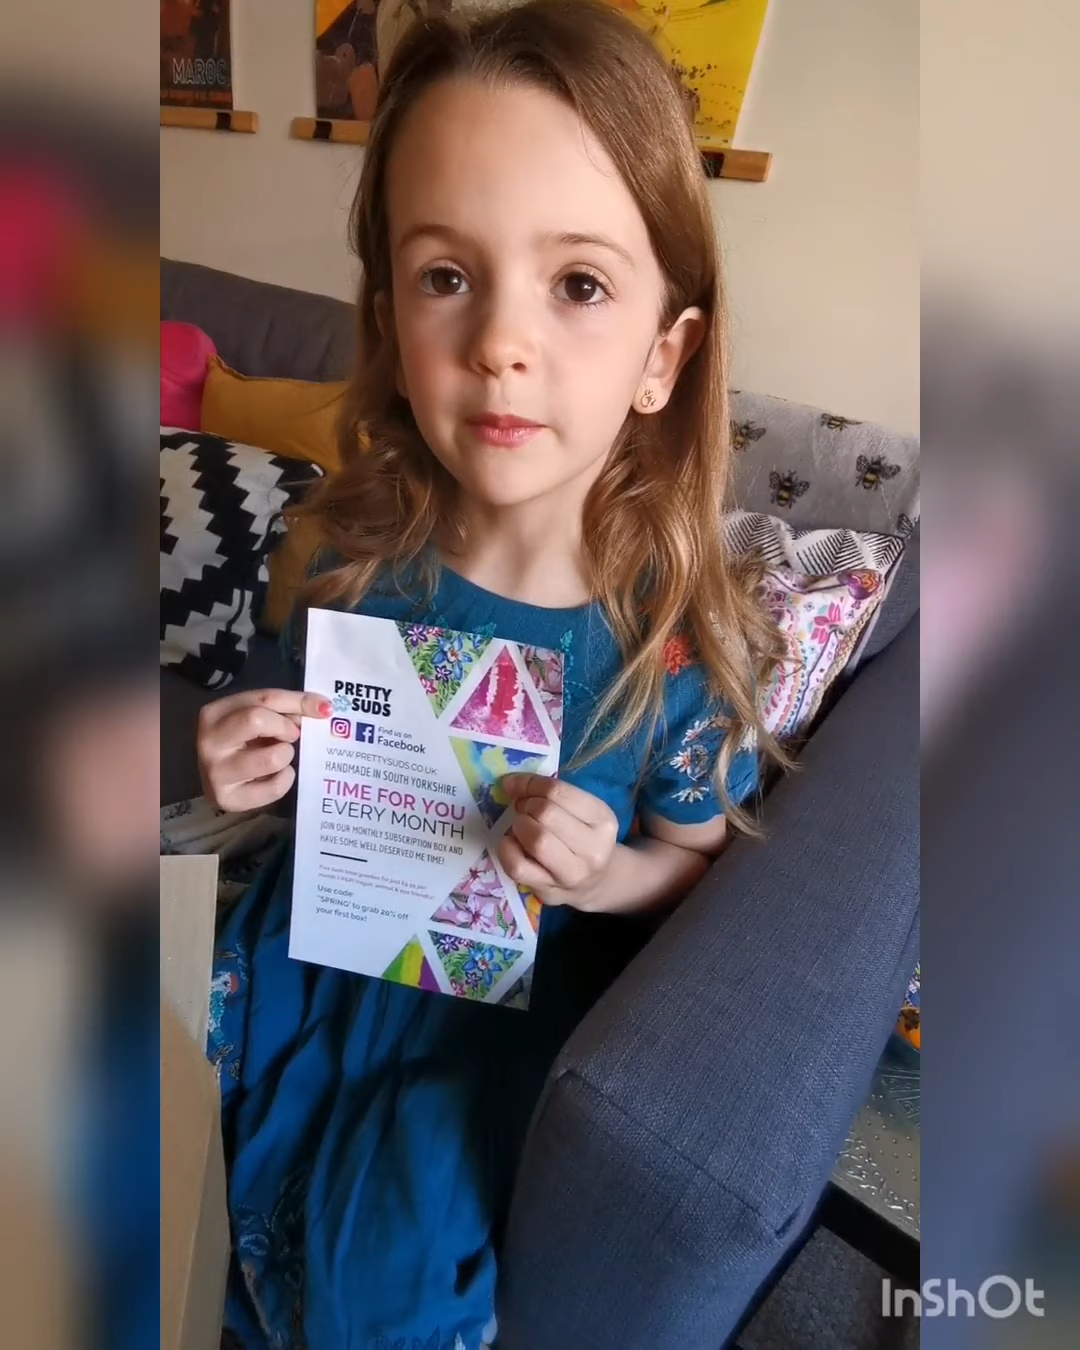 MAROC
PRETTY
SUDS
Find us on
Facebook
WWW.PRETTYSUDS.CO.UK
HANDMADE IN SOUTH YORKSHIRE
TIME FOR YOU
EVERY MONTH
JOIN OUR MONTHLY SUBSCRIPTION BOX AND
HAVE SOME WELL DESERVED ME TIME!
Use code:
"SPRING' to grab 20% off
your first box!
InShOt